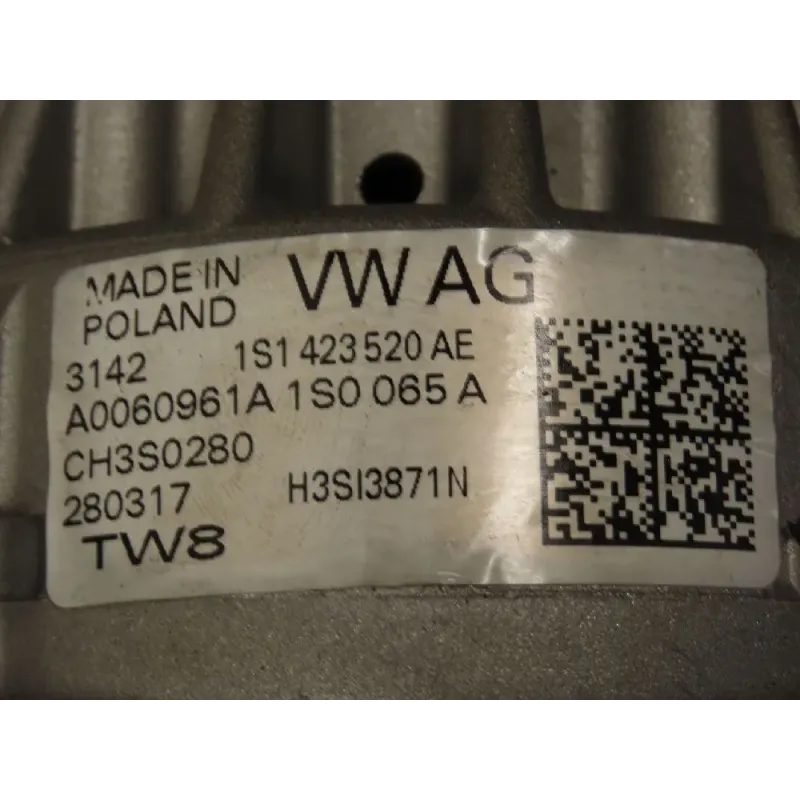 MADE IN VW AG
POLAND
3142 1S1 423 520 AE
A0060961A 1S0 065 A
CH3S0280
280317 H3SI3871N
TW8